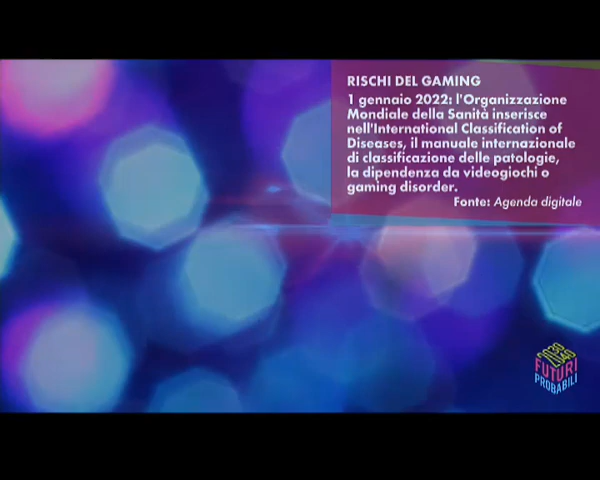 RISCHI DEL GAMING
1 gennaio 2022: l'Organizzazione
Mondiale della Sanità inserisce
nell'International Classification of
Diseases, il manuale internazionale
di classificazione delle patologie,
la dipendenza da videogiochi o
gaming disorder.
Fonte: Agenda digitale
FUTURI
PROBABILI